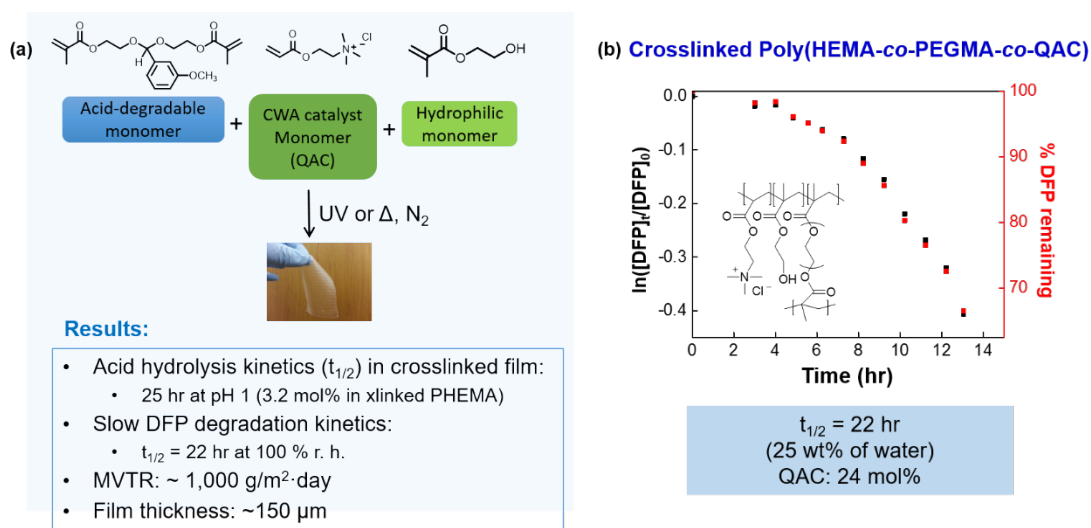 (a)
O
O
O
O
O
O
OCH₃
O
O
N
+
Cl
−
O
O
OH
Acid-degradable
monomer
+
CWA catalyst
Monomer
(QAC)
+
Hydrophilic
monomer
UV or Δ, N₂
Results:
• Acid hydrolysis kinetics (t₁/₂) in crosslinked film:
• 25 hr at pH 1 (3.2 mol% in xlinked PHEMA)
• Slow DFP degradation kinetics:
• t₁/₂ = 22 hr at 100 % r. h.
• MVTR: ~ 1,000 g/m²·day
• Film thickness: ~150 μm
(b) Crosslinked Poly(HEMA-co-PEGMA-co-QAC)
ln([DFP]ₜ/[DFP]₀)
0.0
-0.1
-0.2
-0.3
-0.4
O
O
O
O
O
O
O
N
+
Cl
−
OH
O
O
100
90
80
70
% DFP remaining
0 2 4 6 8 10 12 14
Time (hr)
t₁/₂ = 22 hr
(25 wt% of water)
QAC: 24 mol%